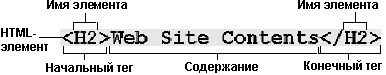 Имя элемента Имя элемента
HTML-элемент <H2>Web Site Contents</H2>
Начальный тег Содержание Конечный тег